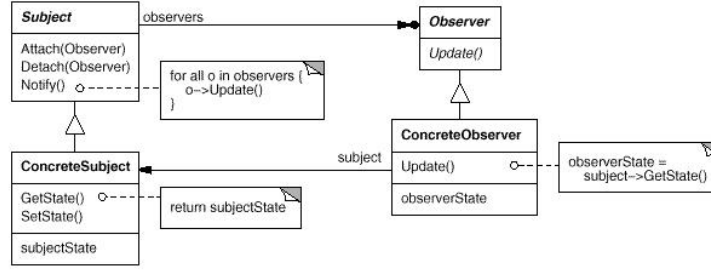 Subject
observers
Observer
Attach(Observer)
Detach(Observer)
Notify()
Update()
for all o in observers {
o->Update()
}
ConcreteSubject
GetState()
SetState()
subjectState
return subjectState
subject
ConcreteObserver
Update()
observerState
observerState =
subject->GetState()